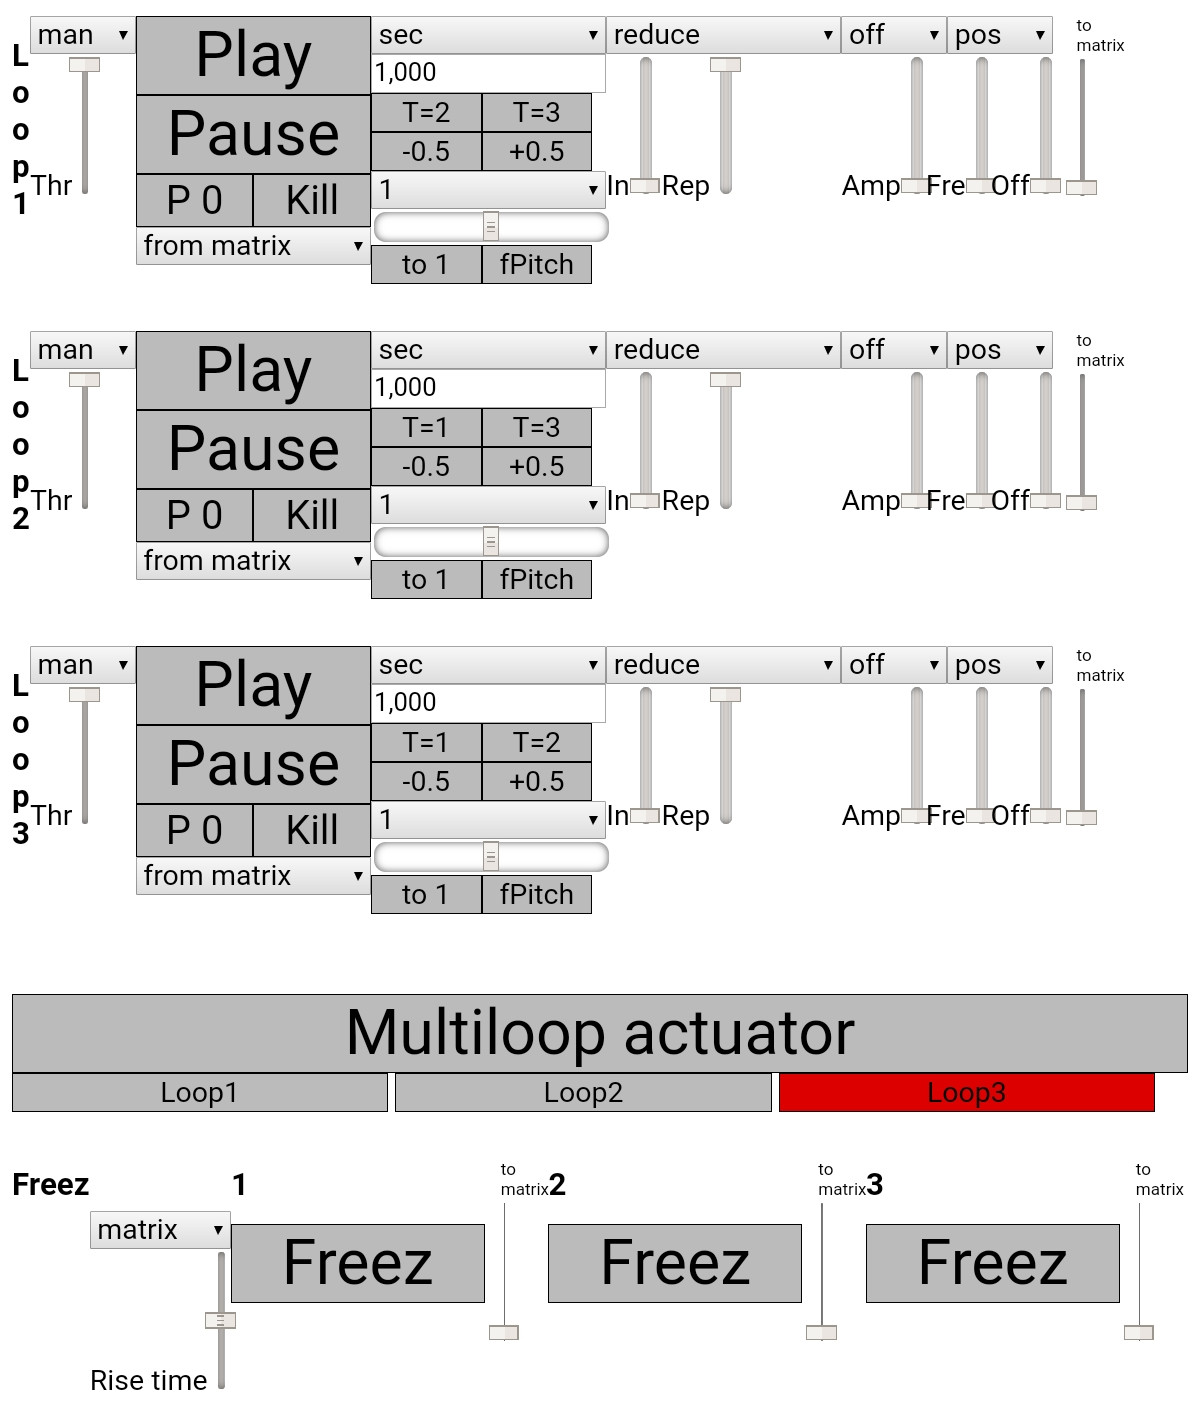 man Play sec reduce off pos to matrix
Loop1
1,000
T=2 T=3
Pause
-0.5 +0.5
Thr P 0 Kill 1 In Rep Amp Fre Off
from matrix
to 1 fPitch
man Play sec reduce off pos to matrix
Loop2
1,000
T=1 T=3
Pause
-0.5 +0.5
Thr P 0 Kill 1 In Rep Amp Fre Off
from matrix
to 1 fPitch
man Play sec reduce off pos to matrix
Loop3
1,000
T=1 T=2
Pause
-0.5 +0.5
Thr P 0 Kill 1 In Rep Amp Fre Off
from matrix
to 1 fPitch
Multiloop actuator
Loop1 Loop2 Loop3
Freez 1 to matrix 2 to matrix 3 to matrix
matrix
Freez Freez Freez
Rise time